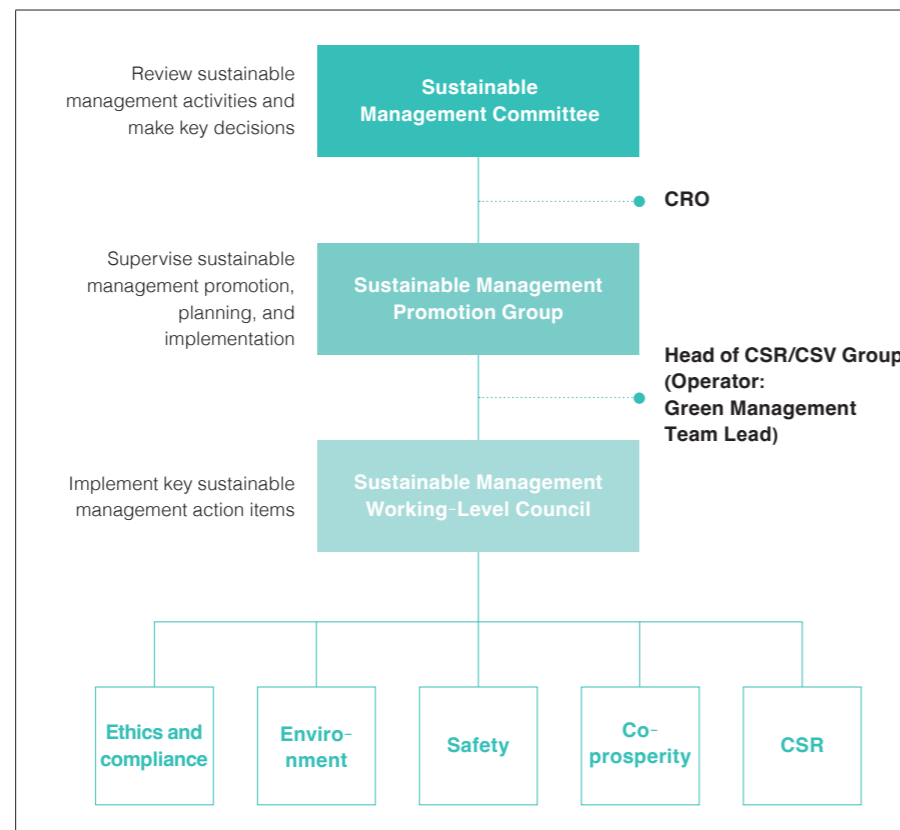 Review sustainable
management activities and
make key decisions
Sustainable
Management Committee
CRO
Supervise sustainable
management promotion,
planning, and
implementation
Sustainable Management
Promotion Group
Head of CSR/CSV Group
(Operator:
Green Management
Team Lead)
Implement key sustainable
management action items
Sustainable Management
Working-Level Council
Ethics and
compliance
Enviro-
nment
Safety
Co-
prosperity
CSR